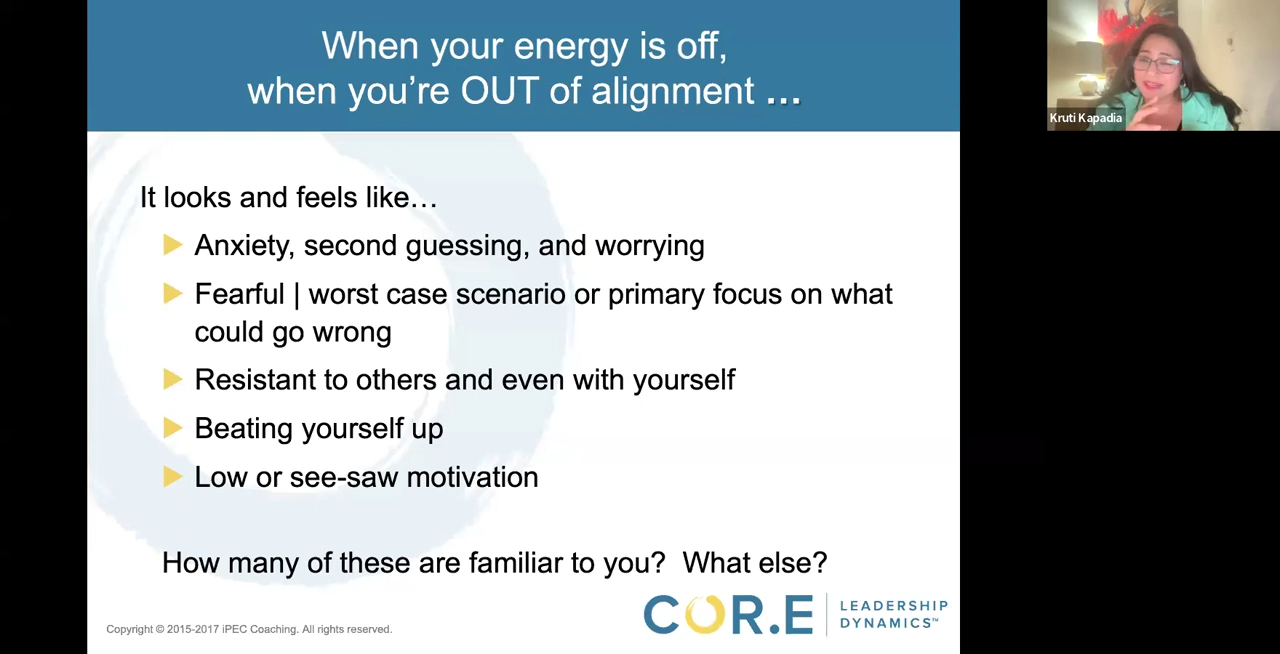 When your energy is off,
when you're OUT of alignment ...
Kruti Kapadia
It looks and feels like…
Anxiety, second guessing, and worrying
Fearful | worst case scenario or primary focus on what
could go wrong
Resistant to others and even with yourself
Beating yourself up
Low or see-saw motivation
How many of these are familiar to you?  What else?
Copyright © 2015-2017 iPEC Coaching. All rights reserved.
COR.E
LEADERSHIP
DYNAMICS™